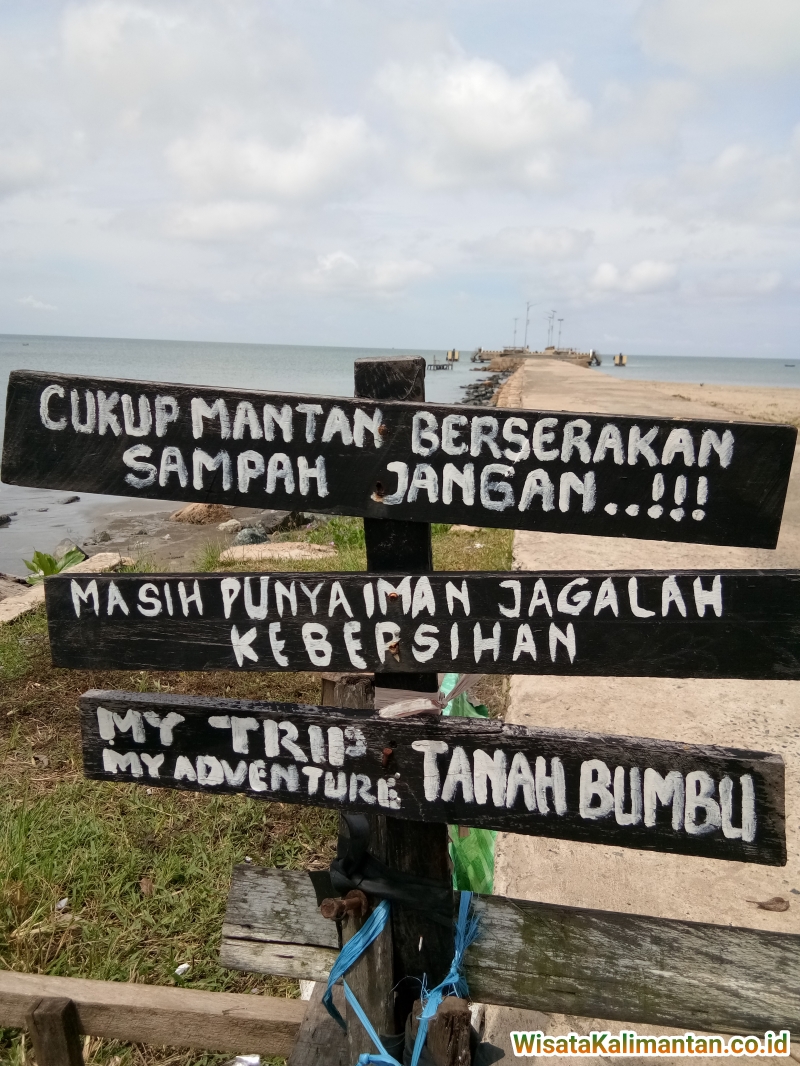 CUKUP MANTAN BERSERAKAN
SAMPAH JANGAN..!!!
MASIH PUNYA IMAN JAGALAH
KEBERSIHAN
MY TRIP
MY ADVENTURE
TANAH BUMBU
WisataKalimantan.co.id